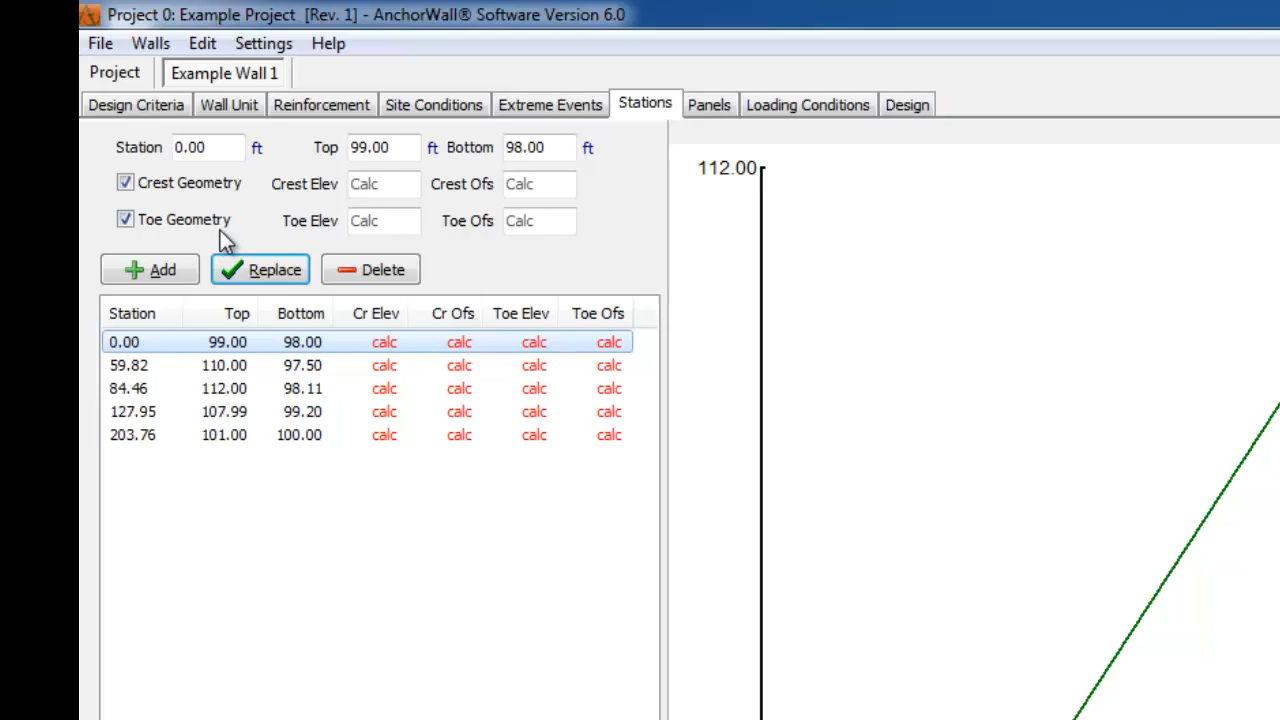 Project 0: Example Project [Rev. 1] - AnchorWall® Software Version 6.0
File Walls Edit Settings Help
Project Example Wall 1
Design Criteria Wall Unit Reinforcement Site Conditions Extreme Events Stations Panels Loading Conditions Design
Station 0.00 ft Top 99.00 ft Bottom 98.00 ft
Crest Geometry Crest Elev Calc Crest Ofs Calc
Toe Geometry Toe Elev Calc Toe Ofs Calc
Add Replace Delete
Station Top Bottom Cr Elev Cr Ofs Toe Elev Toe Ofs
0.00 99.00 98.00 calc calc calc calc
59.82 110.00 97.50 calc calc calc calc
84.46 112.00 98.11 calc calc calc calc
127.95 107.99 99.20 calc calc calc calc
203.76 101.00 100.00 calc calc calc calc
112.00